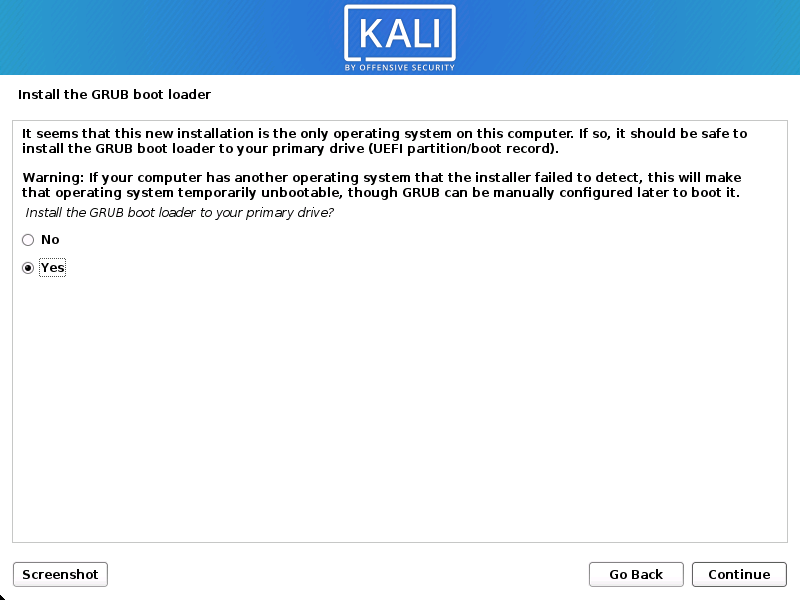 KALI
BY OFFENSIVE SECURITY
Install the GRUB boot loader
It seems that this new installation is the only operating system on this computer. If so, it should be safe to
install the GRUB boot loader to your primary drive (UEFI partition/boot record).
Warning: If your computer has another operating system that the installer failed to detect, this will make
that operating system temporarily unbootable, though GRUB can be manually configured later to boot it.
Install the GRUB boot loader to your primary drive?
No
Yes
Screenshot
Go Back
Continue